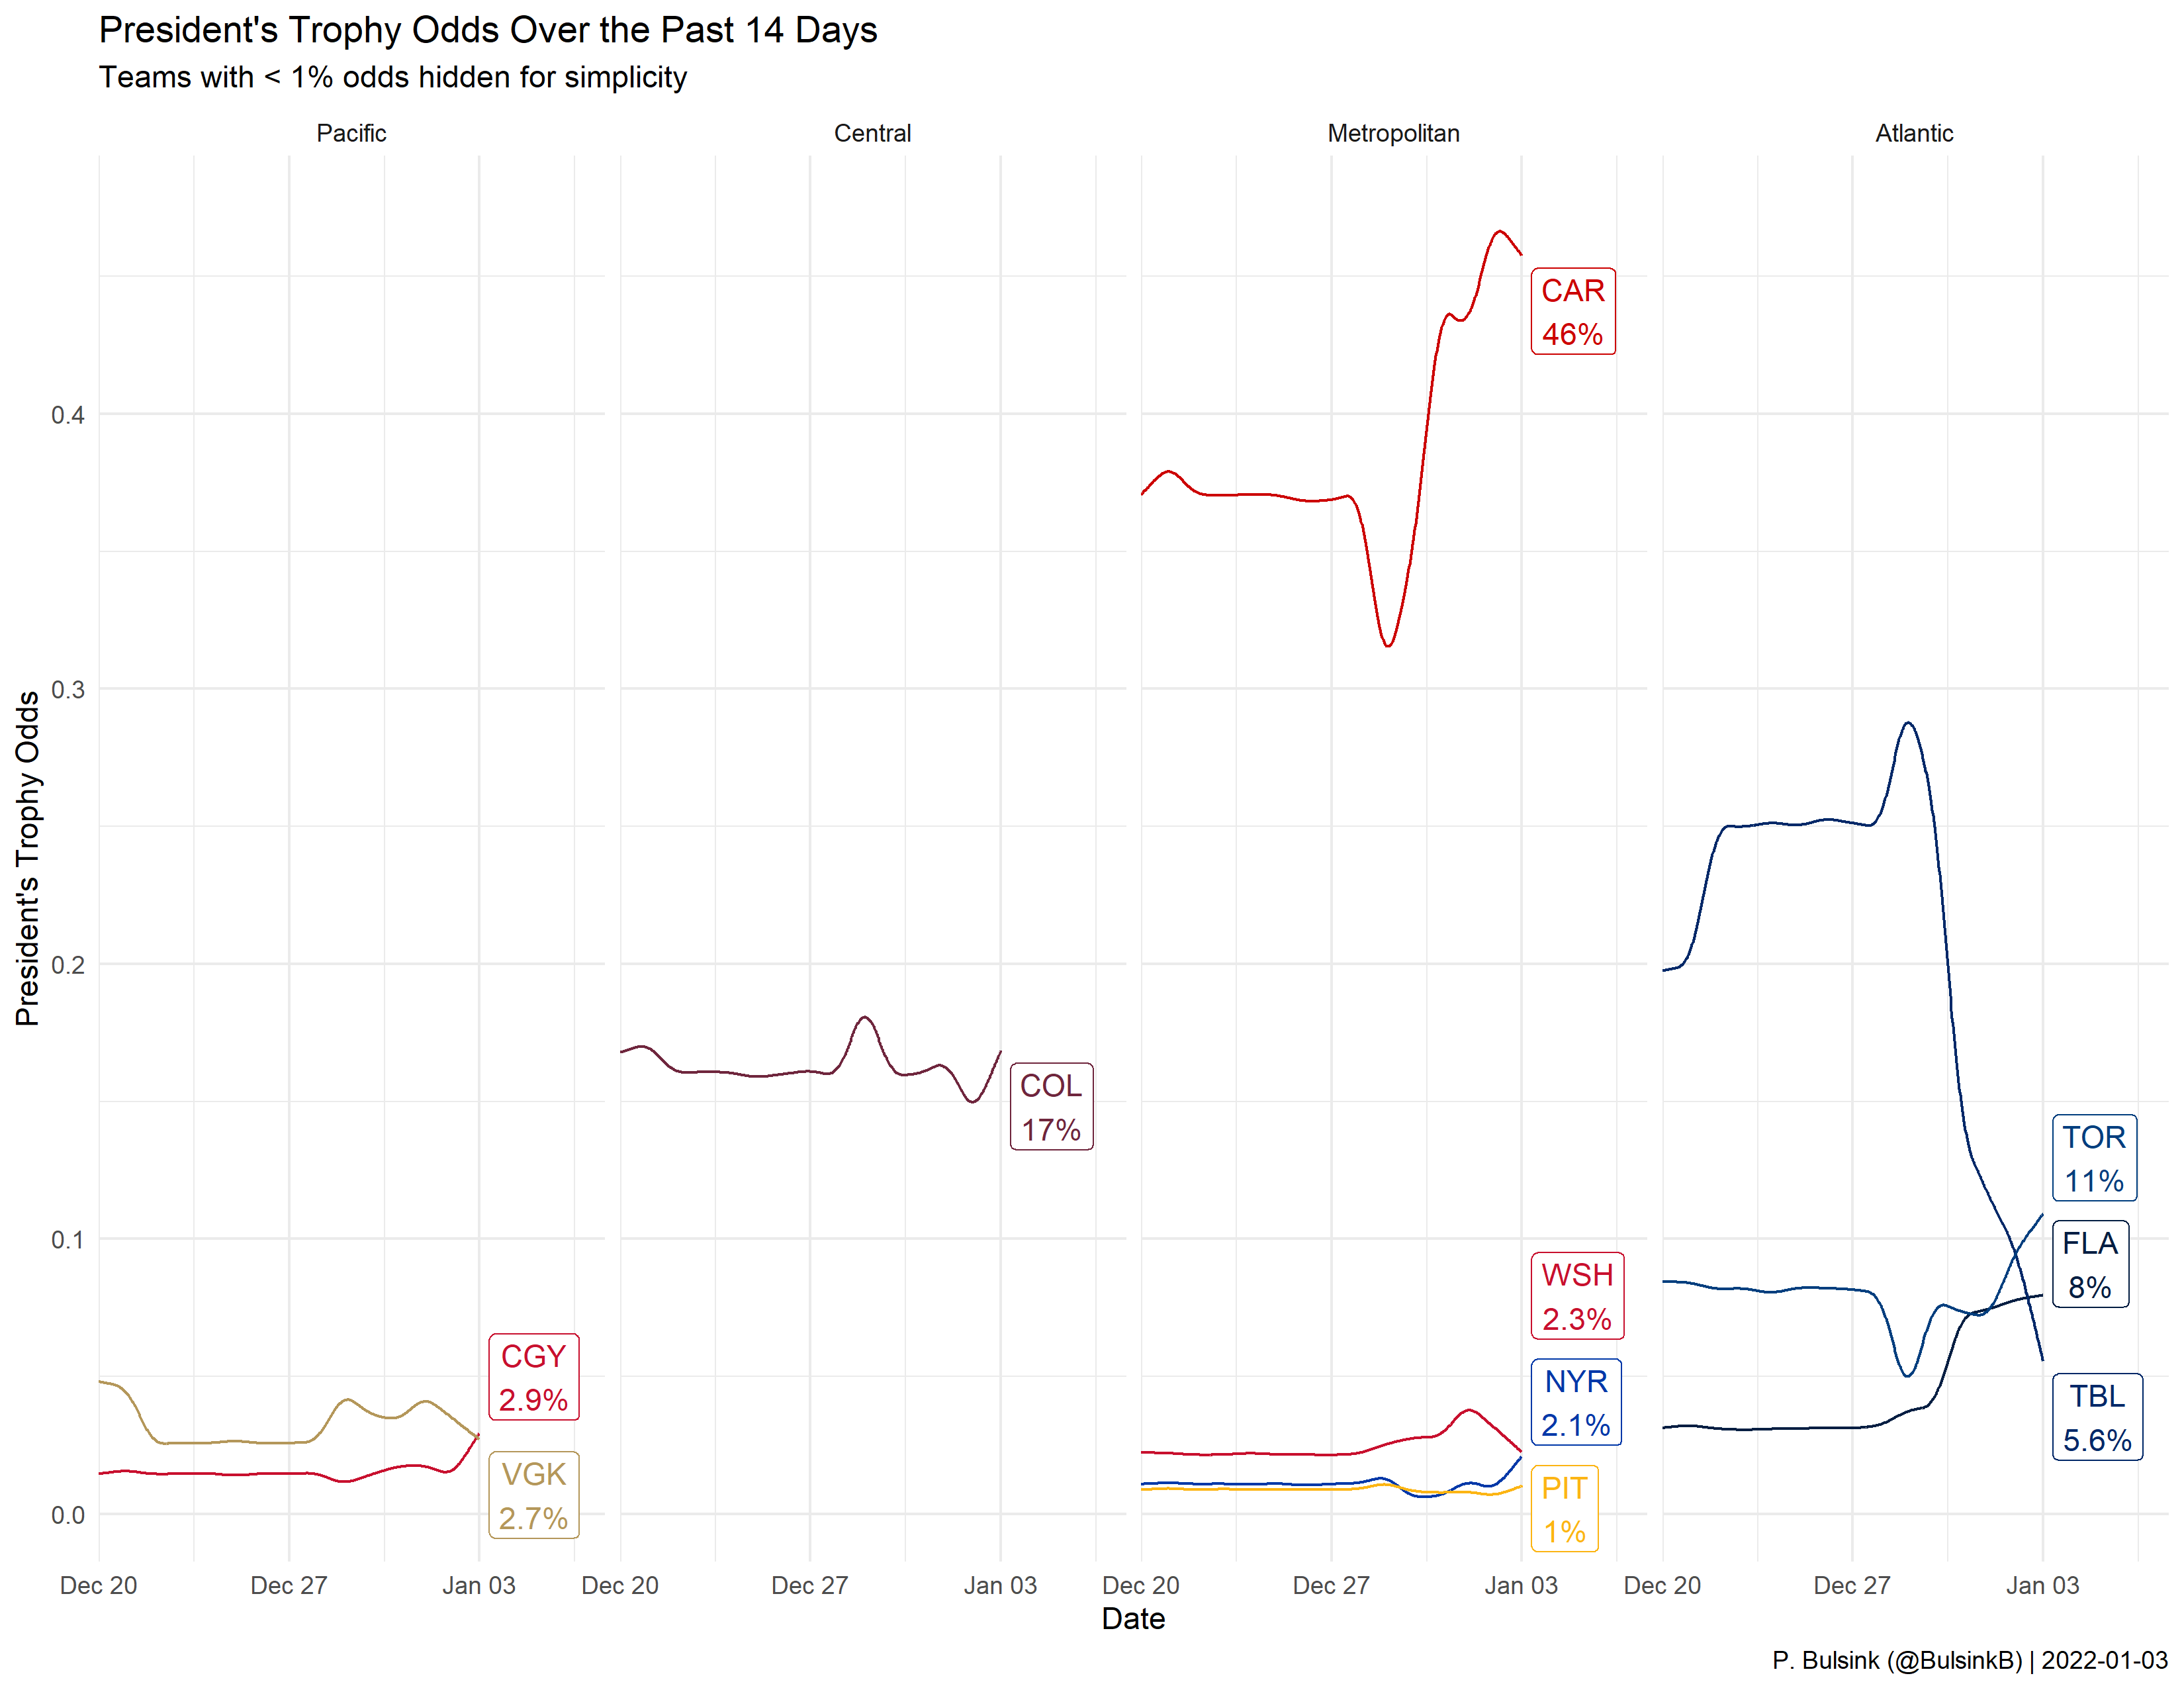 President's Trophy Odds Over the Past 14 Days
Teams with < 1% odds hidden for simplicity
Pacific
Central
Metropolitan
Atlantic
President's Trophy Odds
0.4
0.3
0.2
0.1
0.0
CGY
2.9%
VGK
2.7%
COL
17%
CAR
46%
WSH
2.3%
NYR
2.1%
PIT
1%
TOR
11%
FLA
8%
TBL
5.6%
Dec 20
Dec 27
Jan 03
Dec 20
Dec 27
Jan 03
Dec 20
Dec 27
Jan 03
Dec 20
Dec 27
Jan 03
Date
P. Bulsink (@BulsinkB) | 2022-01-03